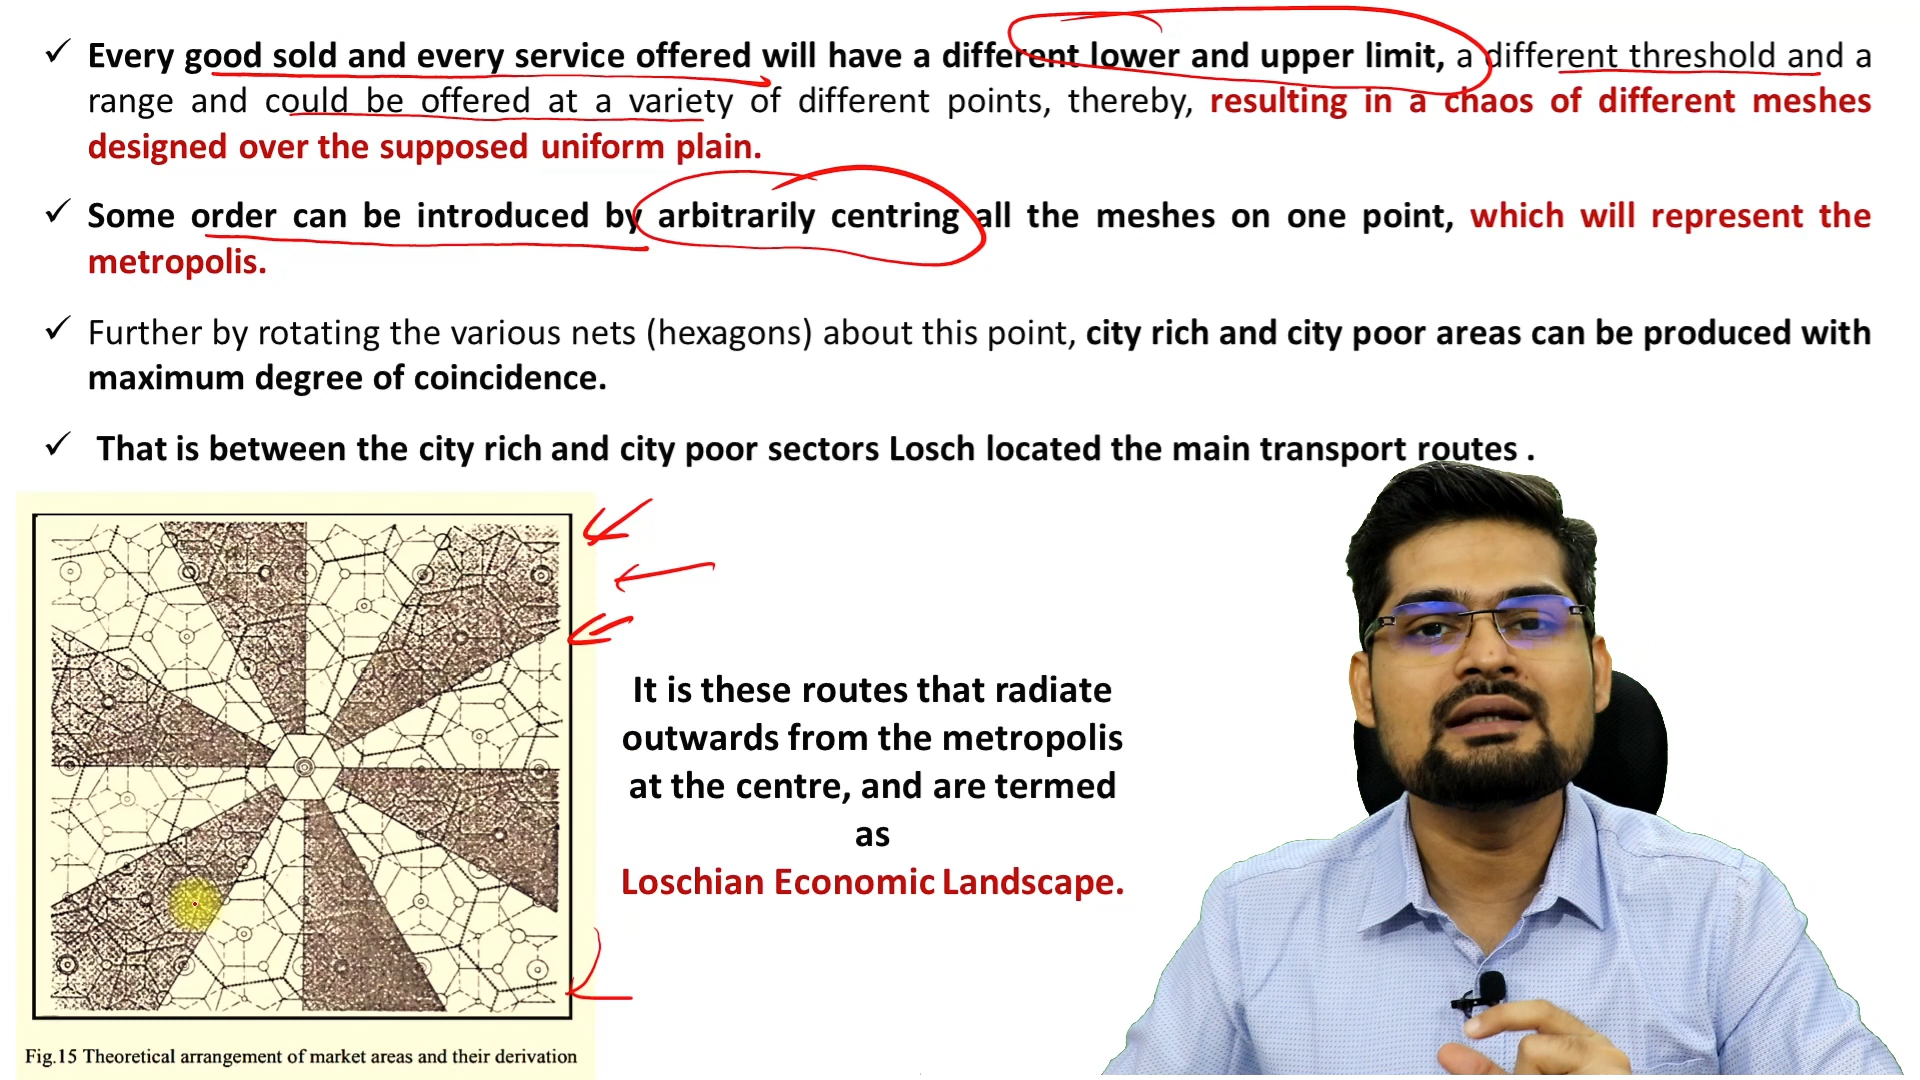 ✓ Every good sold and every service offered will have a different lower and upper limit, a different threshold and a
range and could be offered at a variety of different points, thereby, resulting in a chaos of different meshes
designed over the supposed uniform plain.
✓ Some order can be introduced by arbitrarily centring all the meshes on one point, which will represent the
metropolis.
✓ Further by rotating the various nets (hexagons) about this point, city rich and city poor areas can be produced with
maximum degree of coincidence.
✓ That is between the city rich and city poor sectors Losch located the main transport routes .
It is these routes that radiate
outwards from the metropolis
at the centre, and are termed
as
Loschian Economic Landscape.
Fig.15 Theoretical arrangement of market areas and their derivation